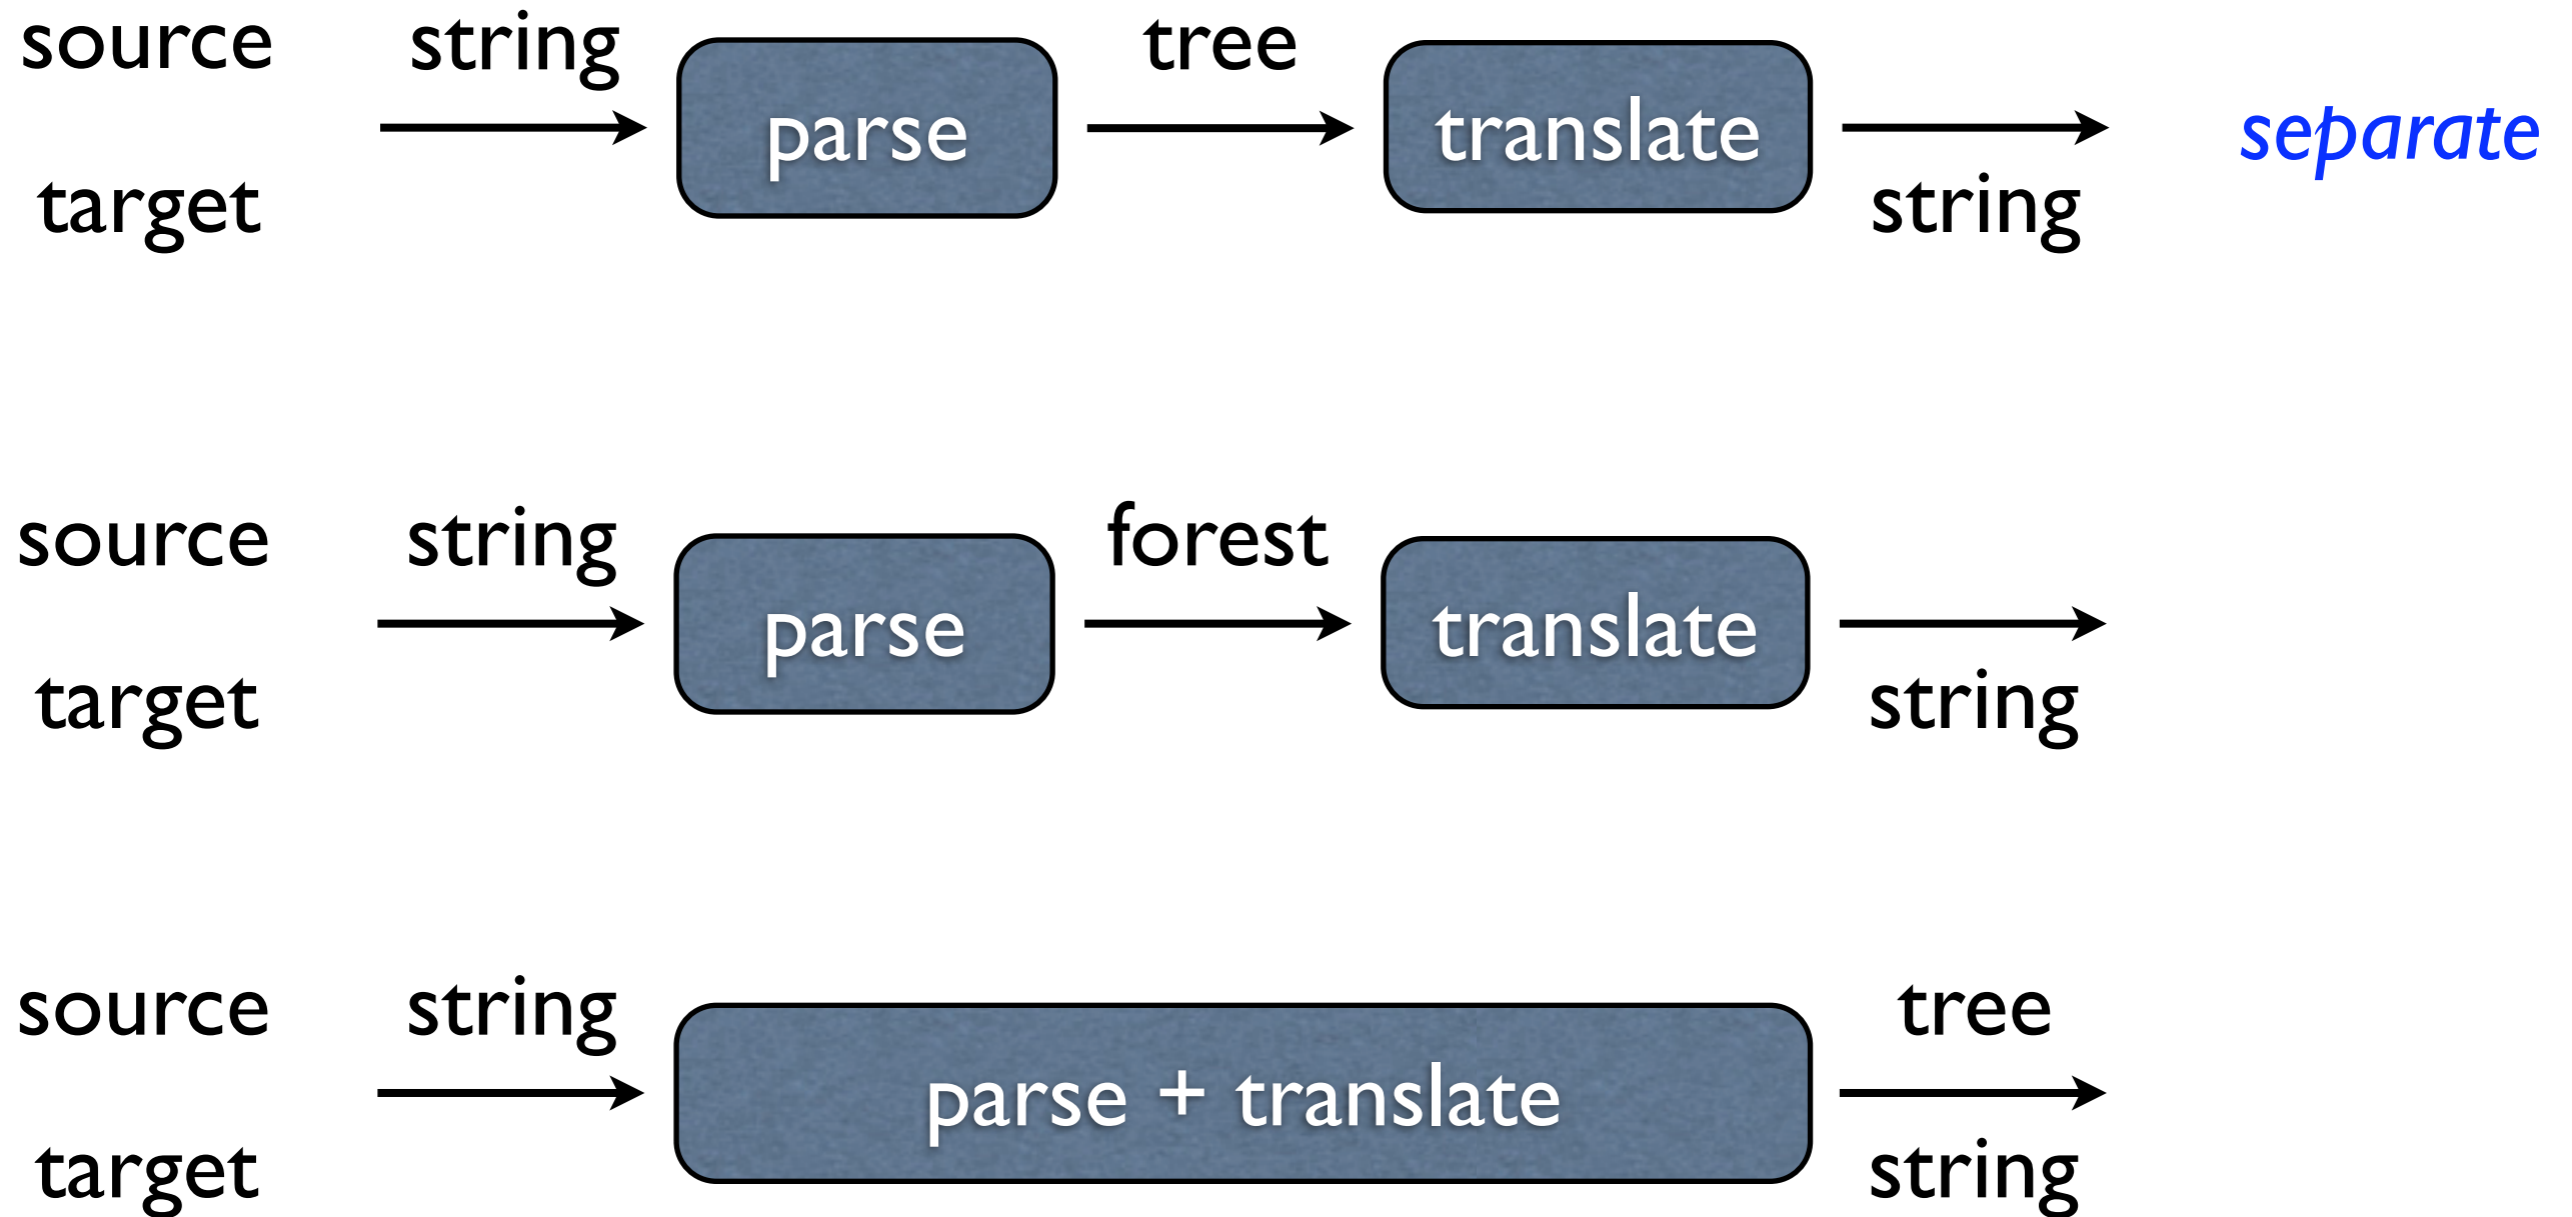 source string tree
parse translate separate
target string
source string forest
parse translate
target string
source string tree
parse + translate
target string